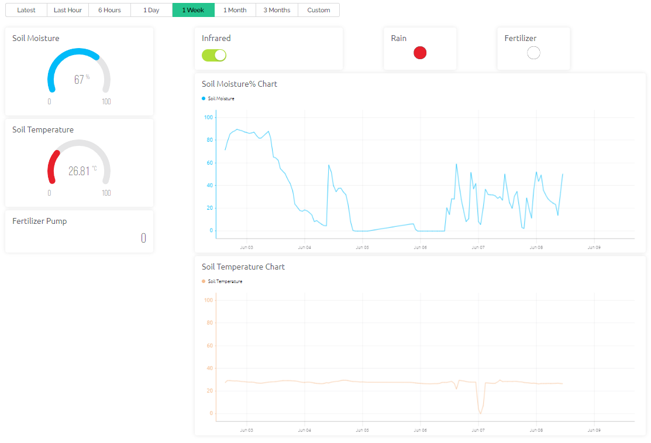 Latest Last Hour 6 Hours 1 Day 1 Week 1 Month 3 Months Custom
Soil Moisture
67 %
0 100
Soil Temperature
26.81 °C
0 100
Fertilizer Pump
0
Infrared
Rain
Fertilizer
Soil Moisture% Chart
Soil Moisture
100
80
60
40
20
0
Jun 03 Jun 04 Jun 05 Jun 06 Jun 07 Jun 08 Jun 09
Soil Temperature Chart
Soil Temperature
100
80
60
40
20
0
Jun 03 Jun 04 Jun 05 Jun 06 Jun 07 Jun 08 Jun 09